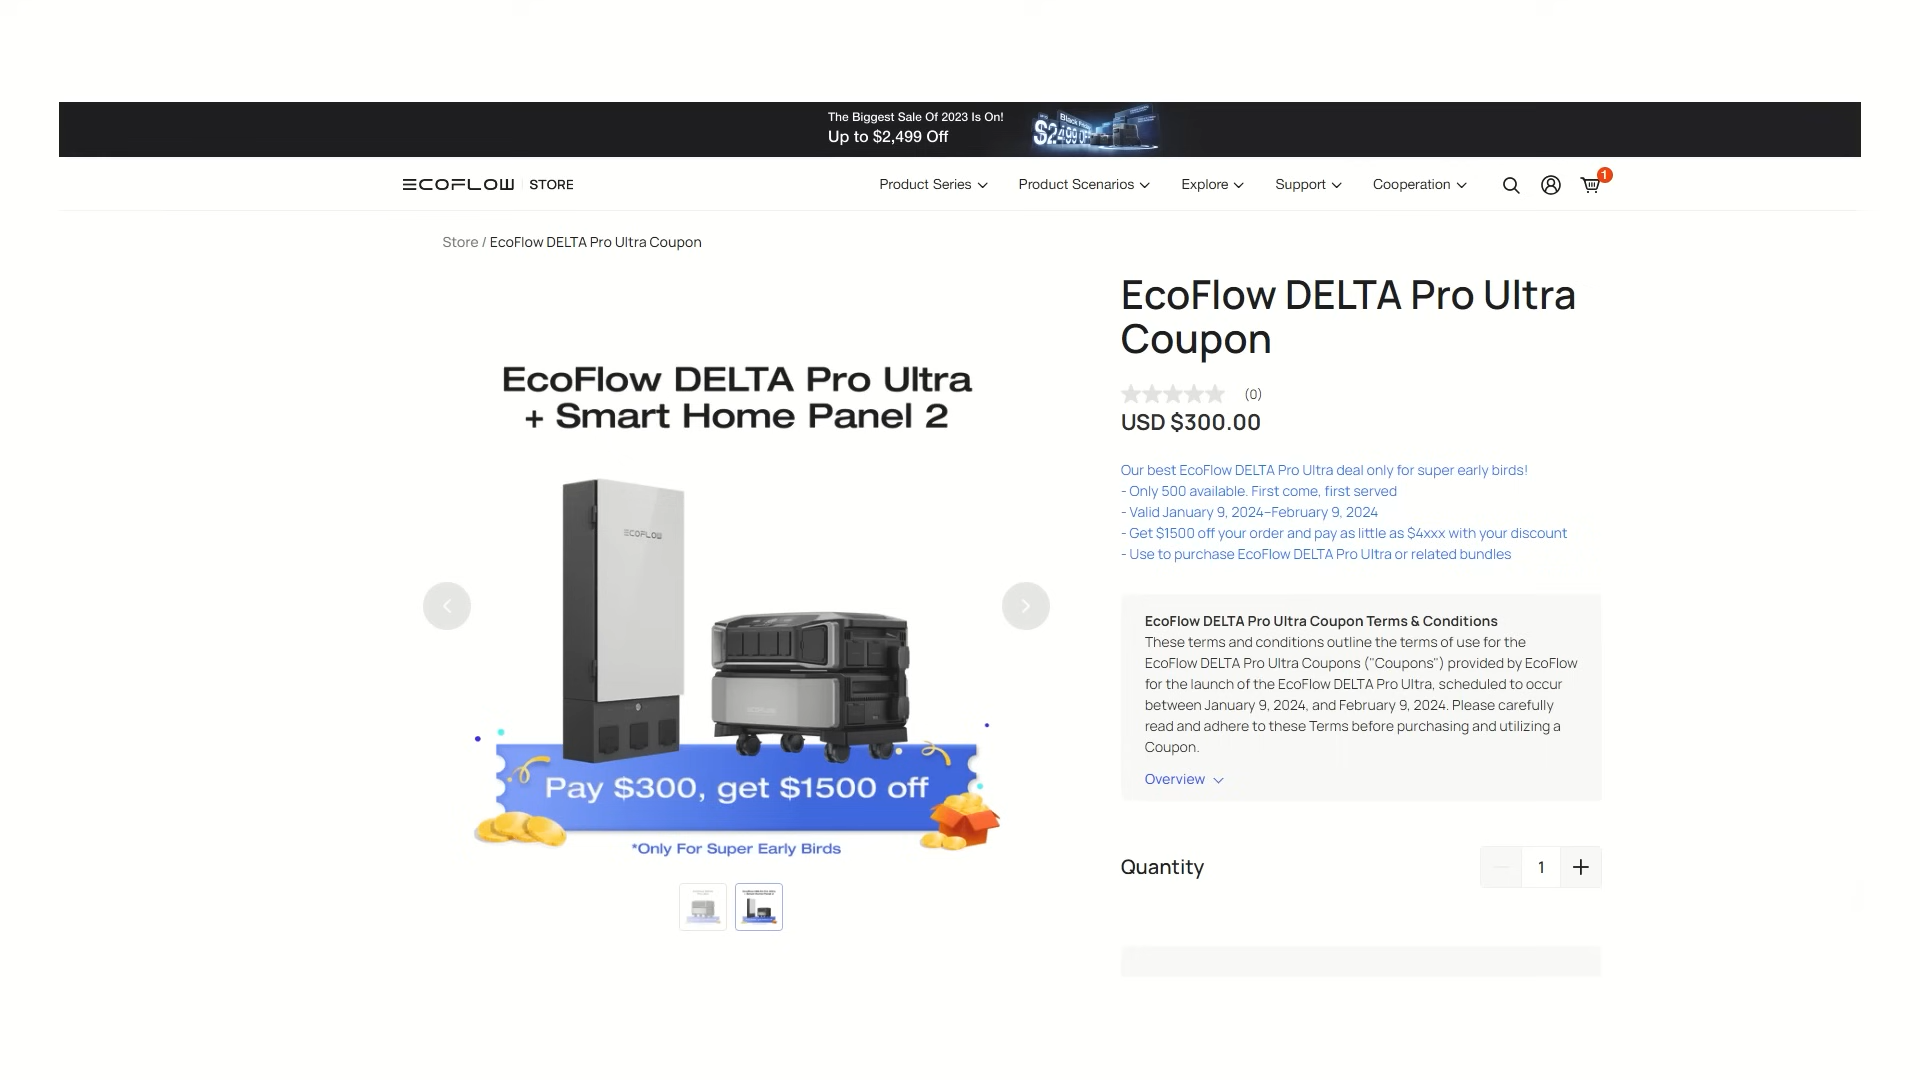 The Biggest Sale Of 2023 Is On!
Up to $2,499 Off
Black Friday
$2,499 OFF
ECOFLOW STORE
Product Series
Product Scenarios
Explore
Support
Cooperation
1
Store / EcoFlow DELTA Pro Ultra Coupon
EcoFlow DELTA Pro Ultra
+ Smart Home Panel 2
ECOFLOW
ECOFLOW
Pay $300, get $1500 off
*Only For Super Early Birds
EcoFlow DELTA Pro Ultra
Coupon
(0)
USD $300.00
Our best EcoFlow DELTA Pro Ultra deal only for super early birds!
- Only 500 available. First come, first served
- Valid January 9, 2024–February 9, 2024
- Get $1500 off your order and pay as little as $4xxx with your discount
- Use to purchase EcoFlow DELTA Pro Ultra or related bundles
EcoFlow DELTA Pro Ultra Coupon Terms & Conditions
These terms and conditions outline the terms of use for the
EcoFlow DELTA Pro Ultra Coupons ("Coupons") provided by EcoFlow
for the launch of the EcoFlow DELTA Pro Ultra, scheduled to occur
between January 9, 2024, and February 9, 2024. Please carefully
read and adhere to these Terms before purchasing and utilizing a
Coupon.
Overview
Quantity
1